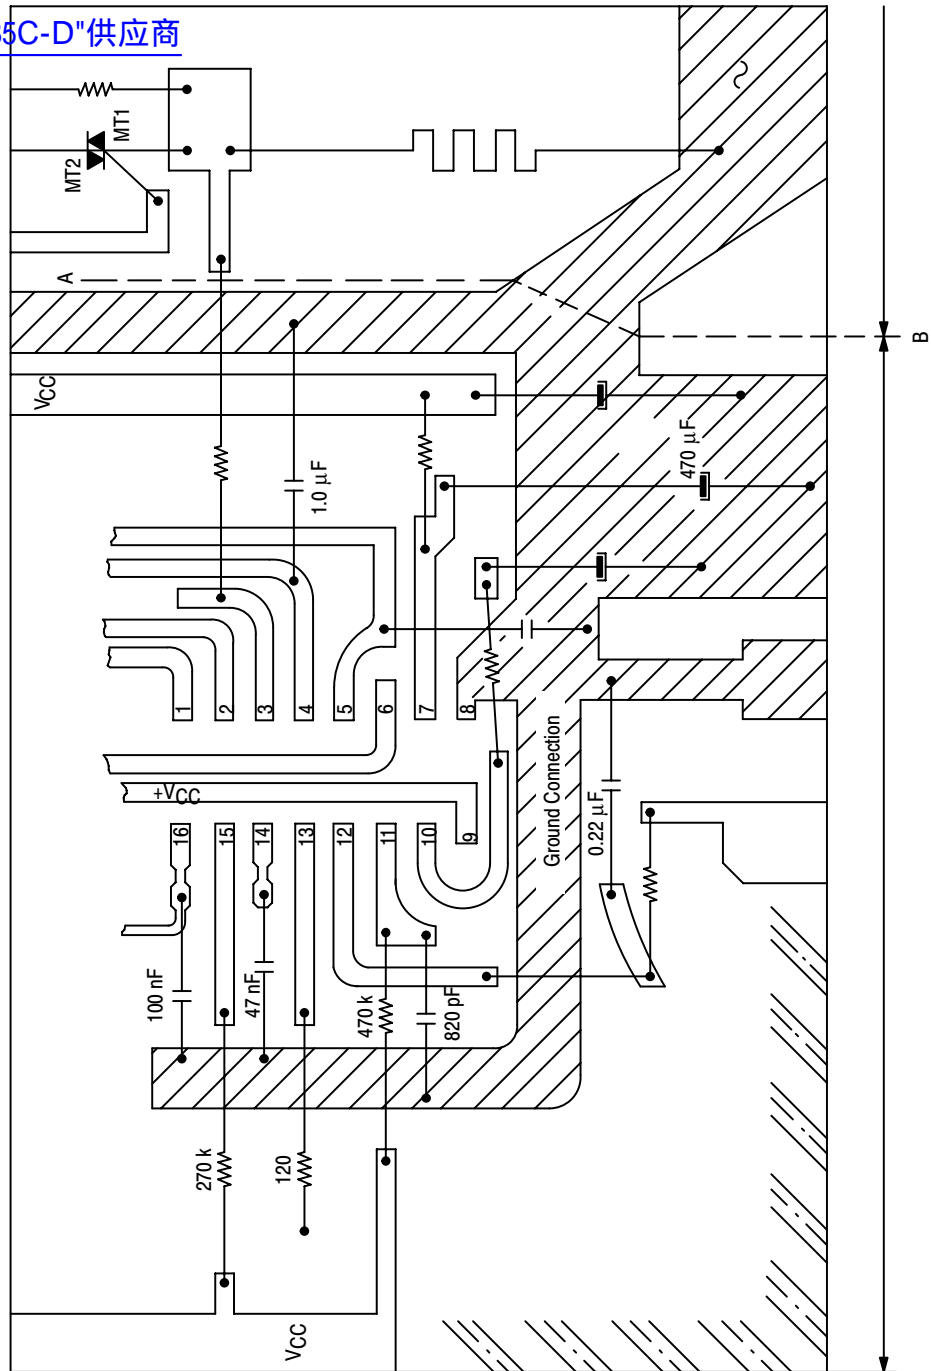 35C-D"供应商
MT1
MT2
A
B
VCC
1.0 µF
470 µF
1
2
3
4
5
6
7
8
+VCC
Ground Connection
0.22 µF
16
15
14
13
12
11
10
9
100 nF
47 nF
470 k
820 pF
270 k
120
VCC